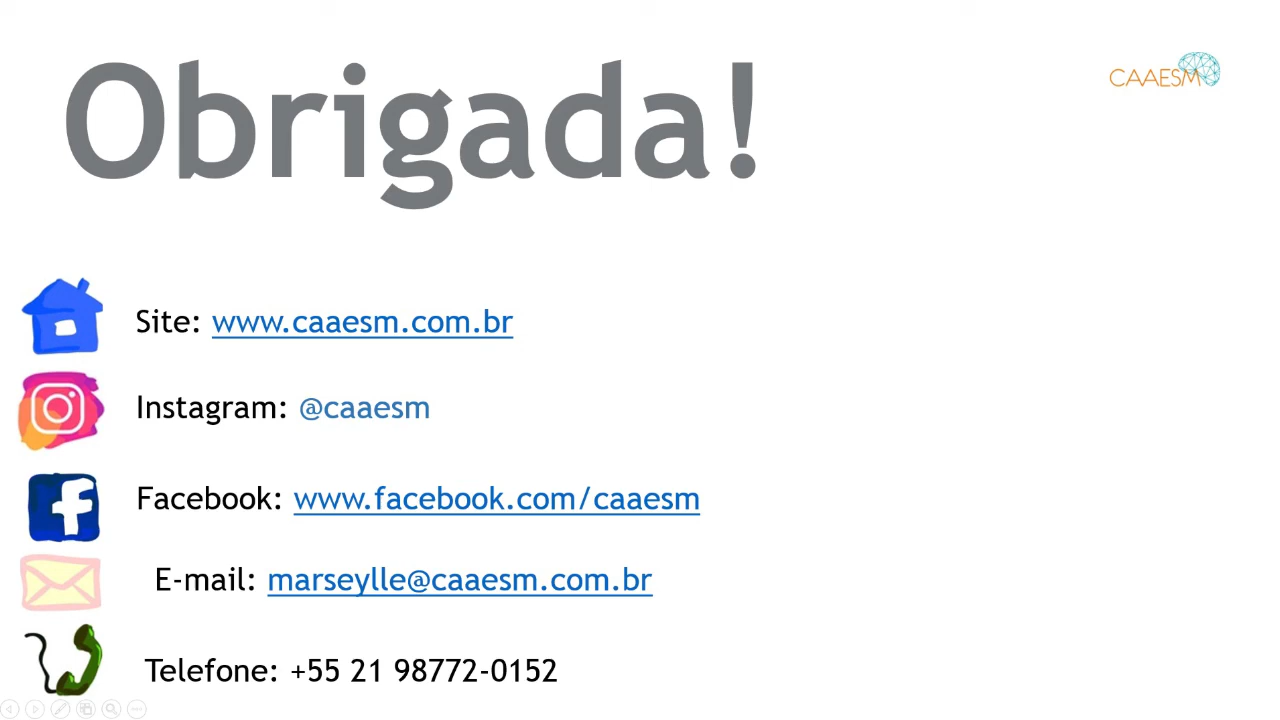 Obrigada!
CAAESM
Site: www.caaesm.com.br
Instagram: @caaesm
Facebook: www.facebook.com/caaesm
E-mail: marseylle@caaesm.com.br
Telefone: +55 21 98772-0152